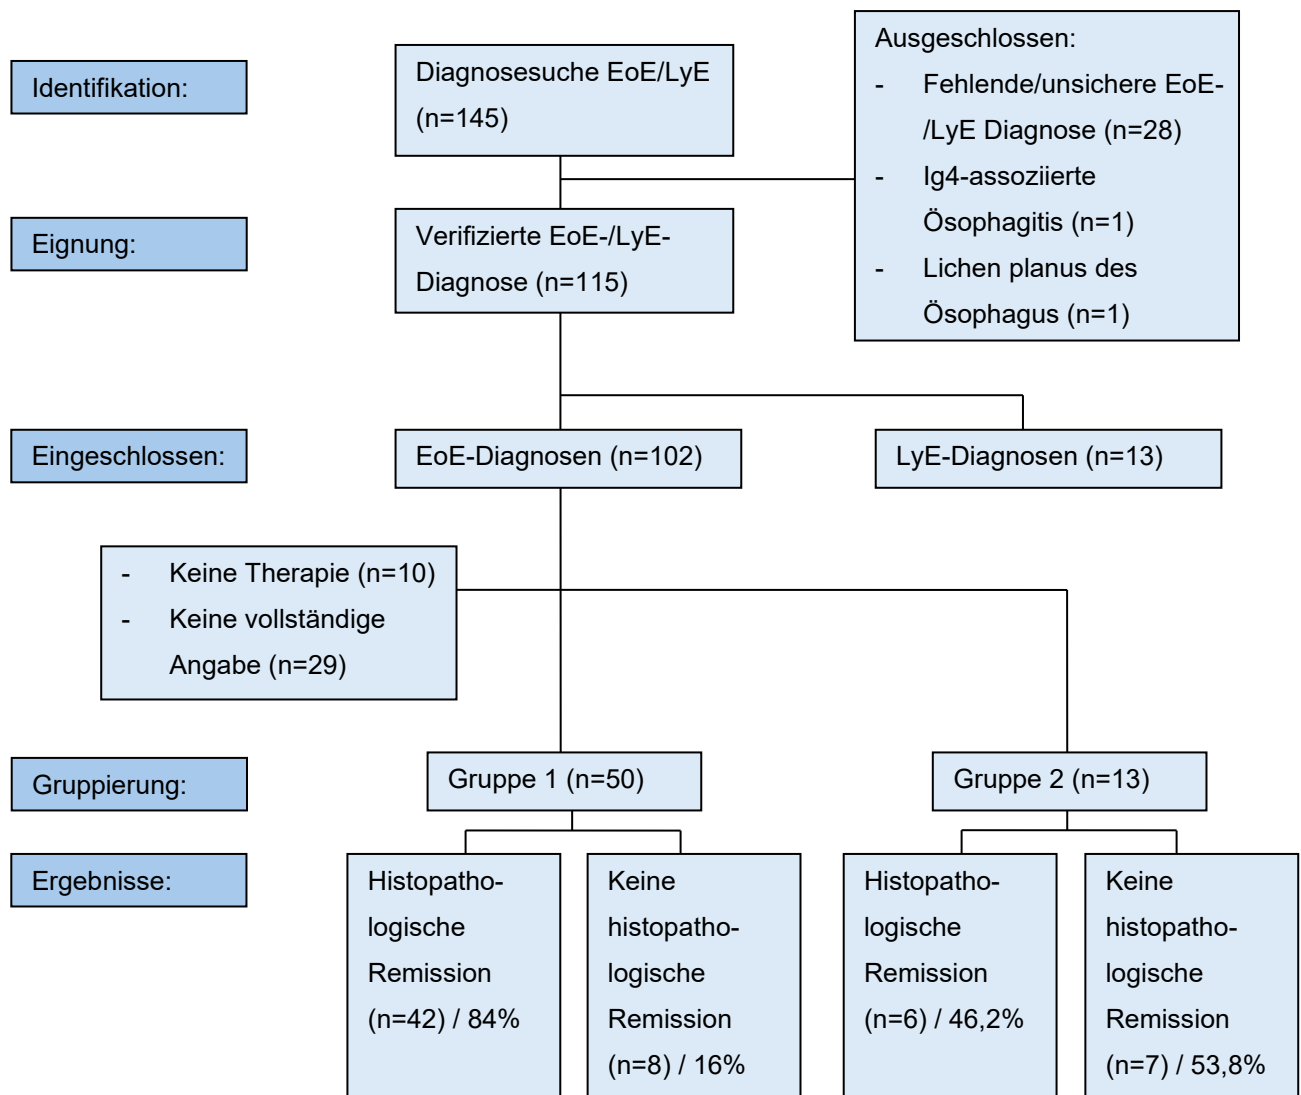 Identifikation:
Diagnosesuche EoE/LyE
(n=145)
Ausgeschlossen:
- Fehlende/unsichere EoE-
/LyE Diagnose (n=28)
- Ig4-assoziierte
Ösophagitis (n=1)
- Lichen planus des
Ösophagus (n=1)
Eignung:
Verifizierte EoE-/LyE-
Diagnose (n=115)
Eingeschlossen:
EoE-Diagnosen (n=102)
LyE-Diagnosen (n=13)
- Keine Therapie (n=10)
- Keine vollständige
Angabe (n=29)
Gruppierung:
Gruppe 1 (n=50)
Gruppe 2 (n=13)
Ergebnisse:
Histopatho-
logische
Remission
(n=42) / 84%
Keine
histopatho-
logische
Remission
(n=8) / 16%
Histopatho-
logische
Remission
(n=6) / 46,2%
Keine
histopatho-
logische
Remission
(n=7) / 53,8%